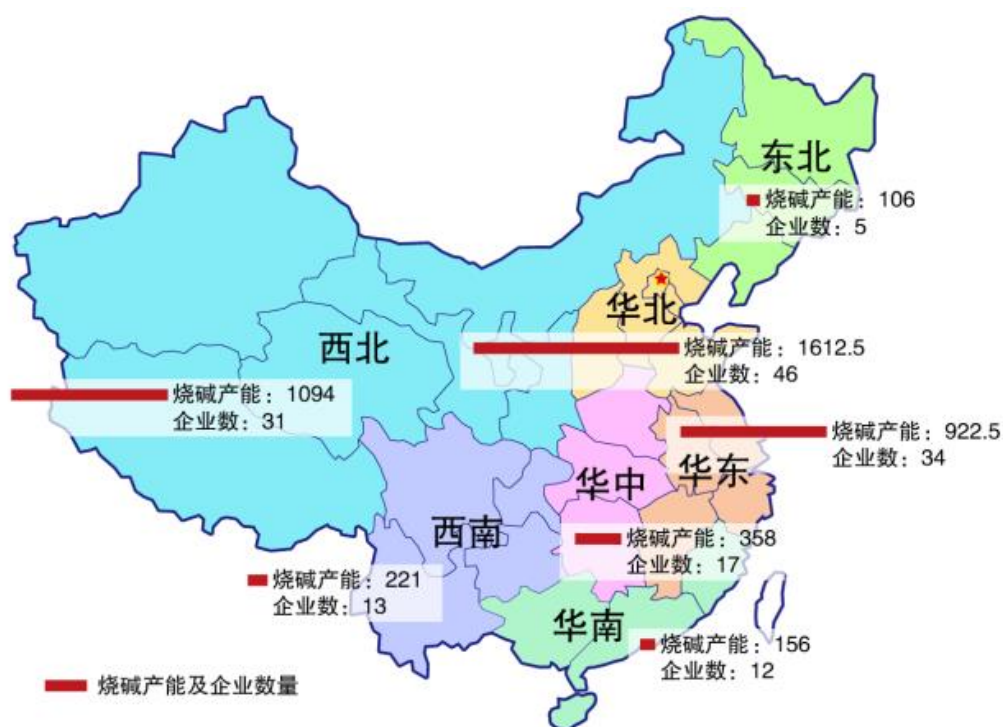 东北
烧碱产能：106
企业数：5
华北
西北
烧碱产能：1612.5
企业数：46
烧碱产能：1094
企业数：31
烧碱产能：922.5
企业数：34
华东
华中
西南
烧碱产能：358
企业数：17
烧碱产能：221
企业数：13
华南
烧碱产能：156
企业数：12
烧碱产能及企业数量